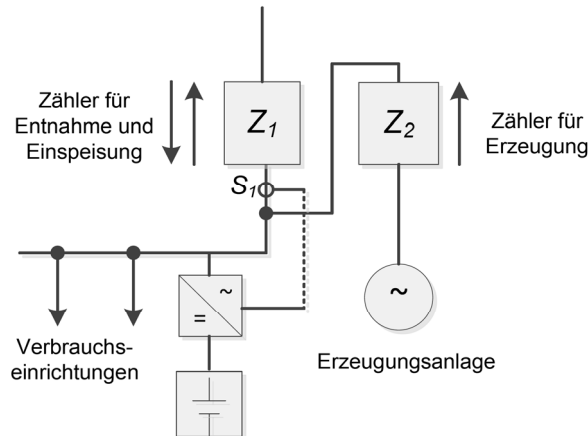 Zähler für
Entnahme und
Einspeisung
Z1
Z2
Zähler für
Erzeugung
S1
~
=
~
Verbrauchs-
einrichtungen
Erzeugungsanlage